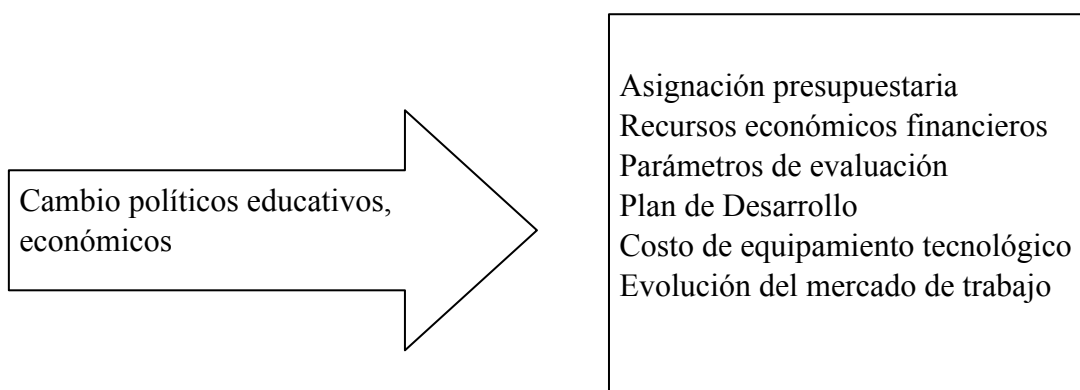 Cambio políticos educativos,
económicos
Asignación presupuestaria
Recursos económicos financieros
Parámetros de evaluación
Plan de Desarrollo
Costo de equipamiento tecnológico
Evolución del mercado de trabajo